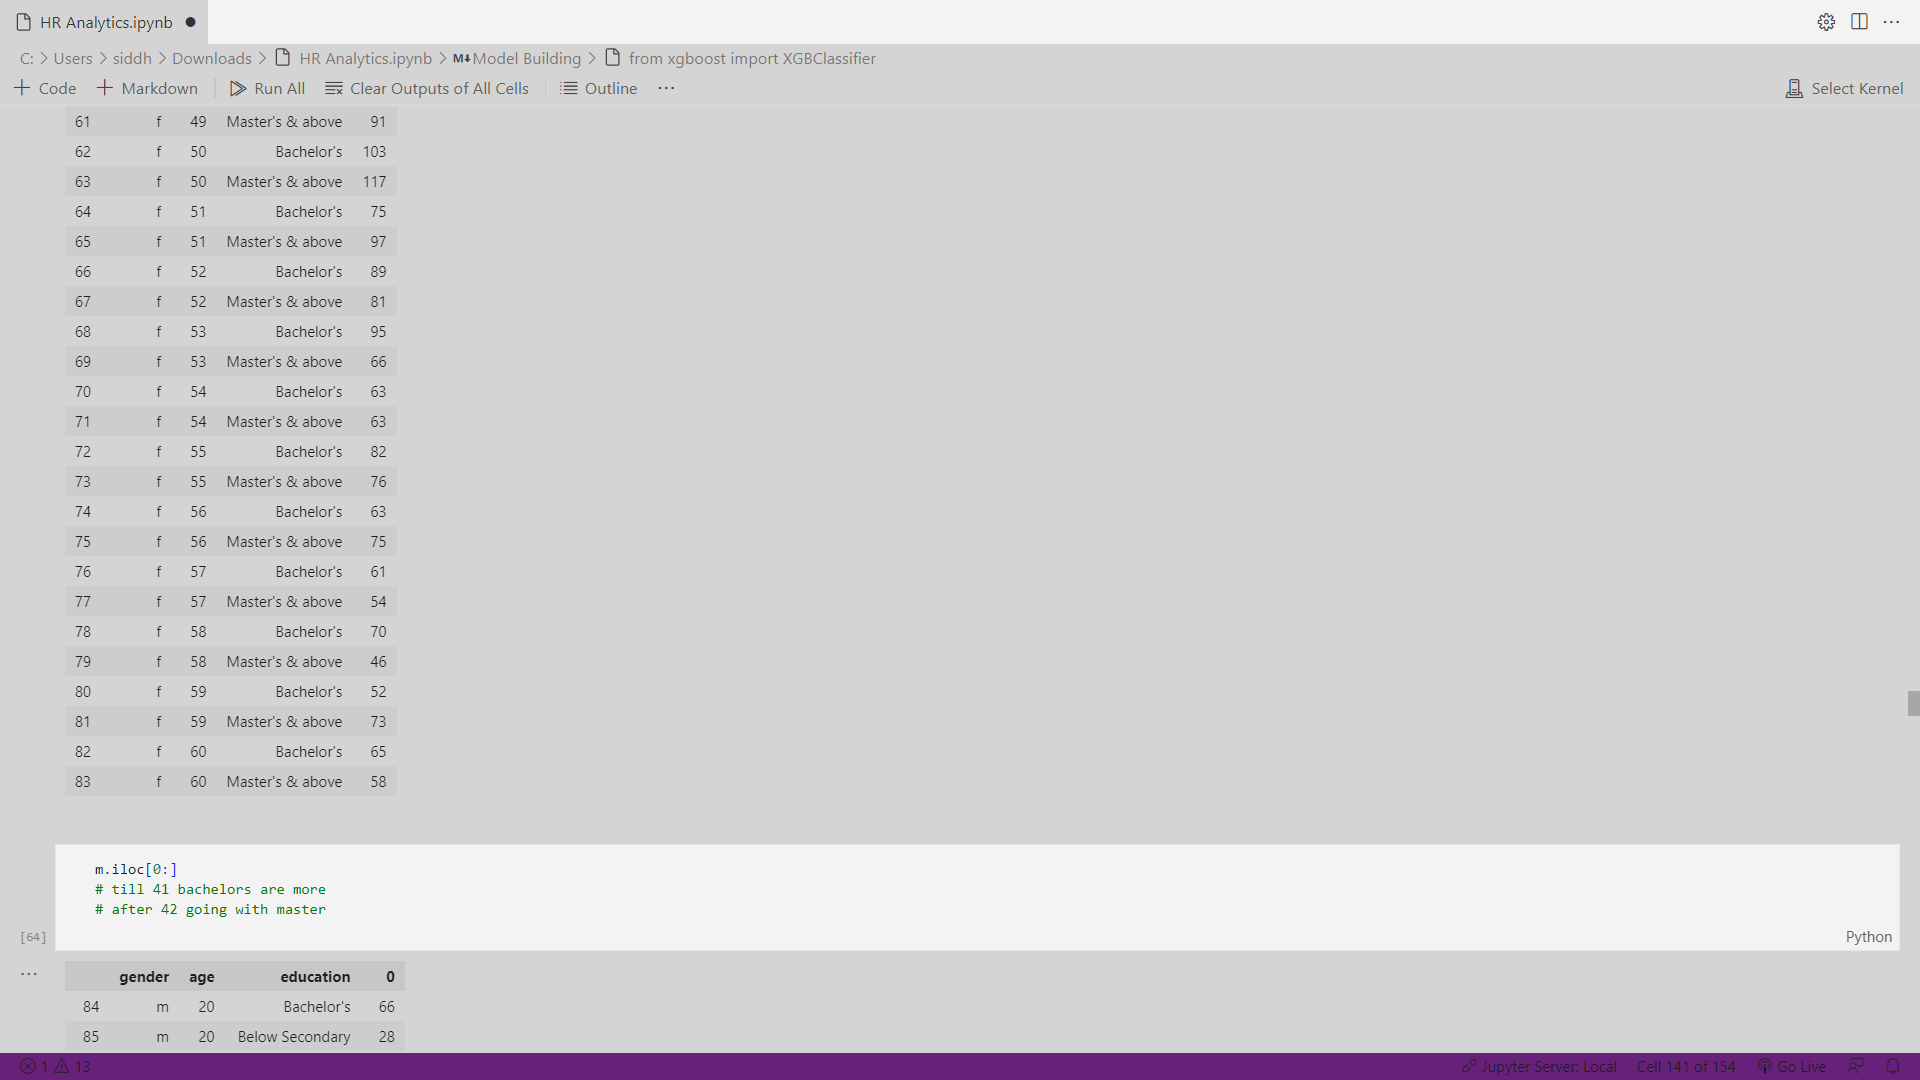 HR Analytics.ipynb
C: > Users > siddh > Downloads > HR Analytics.ipynb > M↓ Model Building > from xgboost import XGBClassifier
+ Code + Markdown Run All Clear Outputs of All Cells Outline ··· Select Kernel
61 f 49 Master's & above 91
62 f 50 Bachelor's 103
63 f 50 Master's & above 117
64 f 51 Bachelor's 75
65 f 51 Master's & above 97
66 f 52 Bachelor's 89
67 f 52 Master's & above 81
68 f 53 Bachelor's 95
69 f 53 Master's & above 66
70 f 54 Bachelor's 63
71 f 54 Master's & above 63
72 f 55 Bachelor's 82
73 f 55 Master's & above 76
74 f 56 Bachelor's 63
75 f 56 Master's & above 75
76 f 57 Bachelor's 61
77 f 57 Master's & above 54
78 f 58 Bachelor's 70
79 f 58 Master's & above 46
80 f 59 Bachelor's 52
81 f 59 Master's & above 73
82 f 60 Bachelor's 65
83 f 60 Master's & above 58
m.iloc[0:]
# till 41 bachelors are more
# after 42 going with master
[64] Python
gender age education 0
84 m 20 Bachelor's 66
85 m 20 Below Secondary 28
1 13 Jupyter Server: Local Cell 141 of 154 Go Live